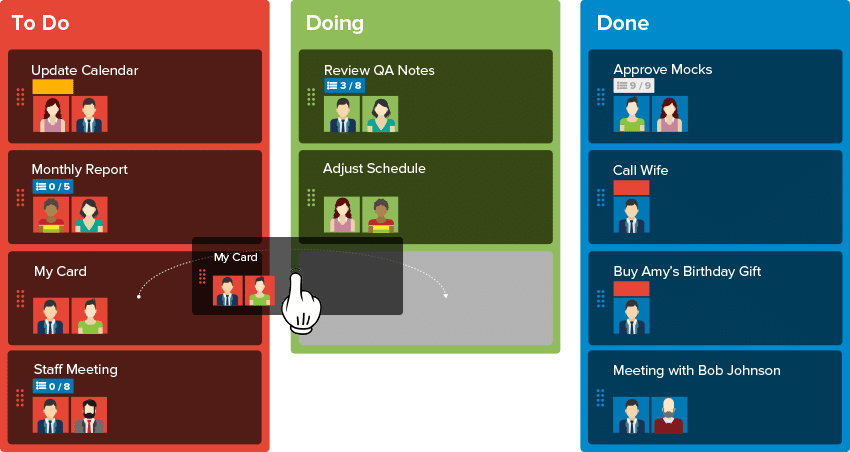 To Do
Update Calendar
Monthly Report
0 / 5
My Card
Staff Meeting
0 / 8
My Card
Doing
Review QA Notes
3 / 8
Adjust Schedule
Done
Approve Mocks
9 / 9
Call Wife
Buy Amy's Birthday Gift
Meeting with Bob Johnson